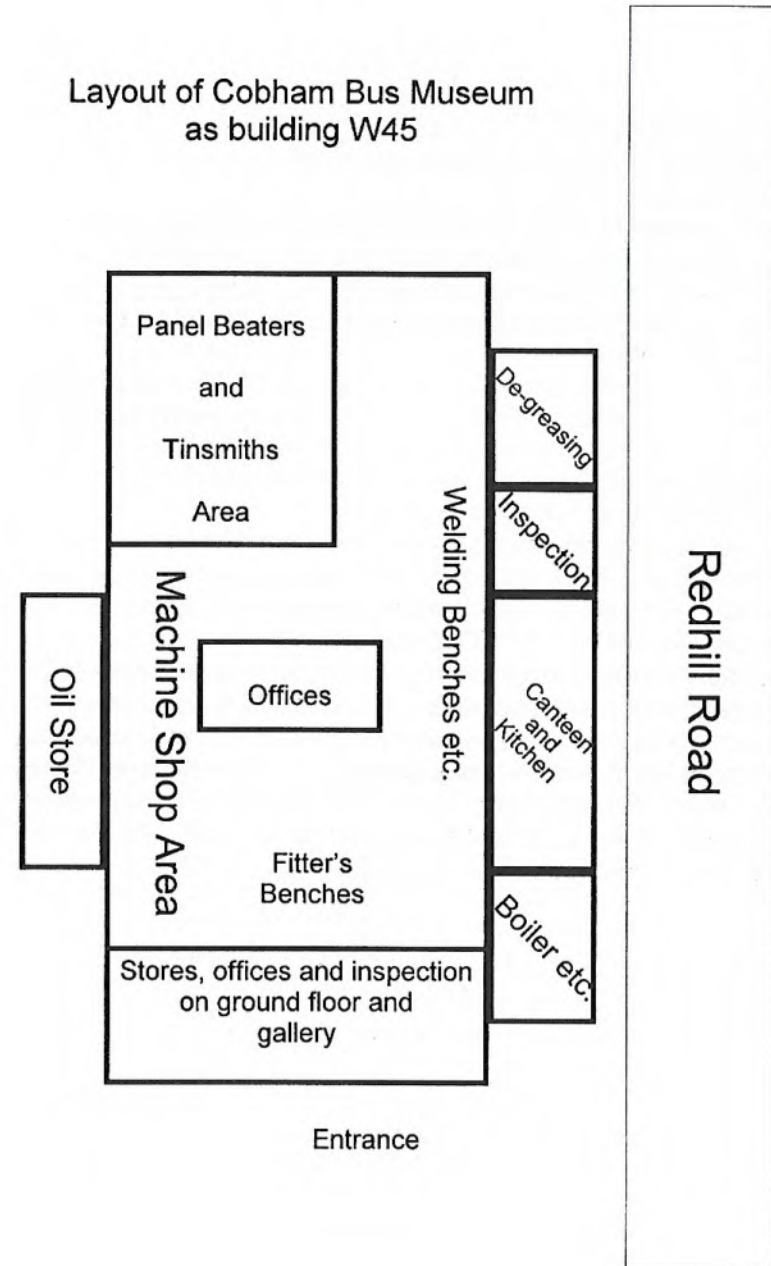 Layout of Cobham Bus Museum
as building W45
Panel Beaters
and
Tinsmiths
Area
De-greasing
Inspection
Welding Benches etc.
Redhill Road
Machine Shop Area
Oil Store
Offices
Canteen
and
Kitchen
Fitter's
Benches
Boiler etc.
Stores, offices and inspection
on ground floor and
gallery
Entrance